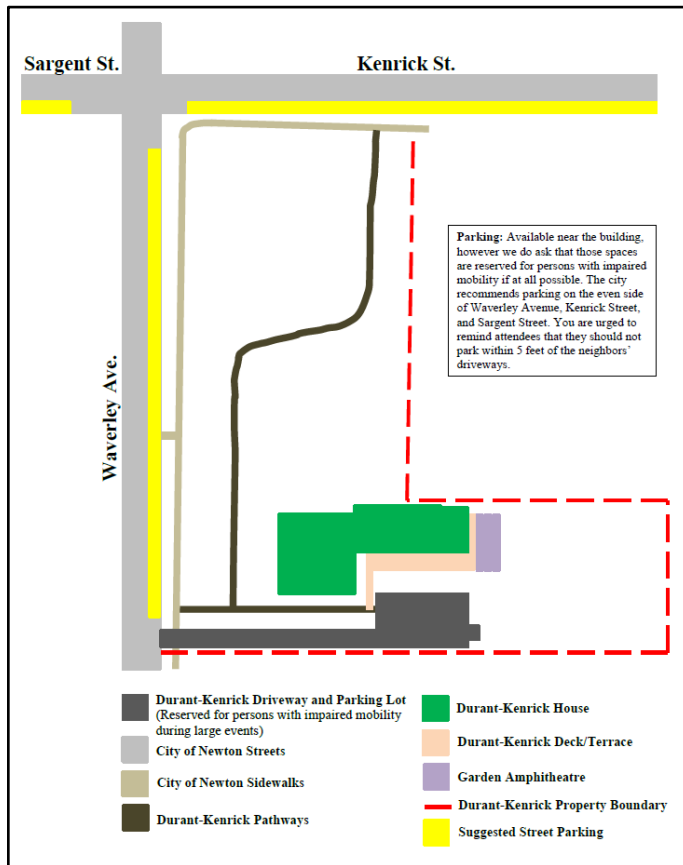 Sargent St.
Kenrick St.
Parking: Available near the building,
however we do ask that those spaces
are reserved for persons with impaired
mobility if at all possible. The city
recommends parking on the even side
of Waverley Avenue, Kenrick Street,
and Sargent Street. You are urged to
remind attendees that they should not
park within 5 feet of the neighbors’
driveways.
Waverley Ave.
Durant-Kenrick Driveway and Parking Lot
(Reserved for persons with impaired mobility
during large events)
City of Newton Streets
City of Newton Sidewalks
Durant-Kenrick Pathways
Durant-Kenrick House
Durant-Kenrick Deck/Terrace
Garden Amphitheatre
Durant-Kenrick Property Boundary
Suggested Street Parking